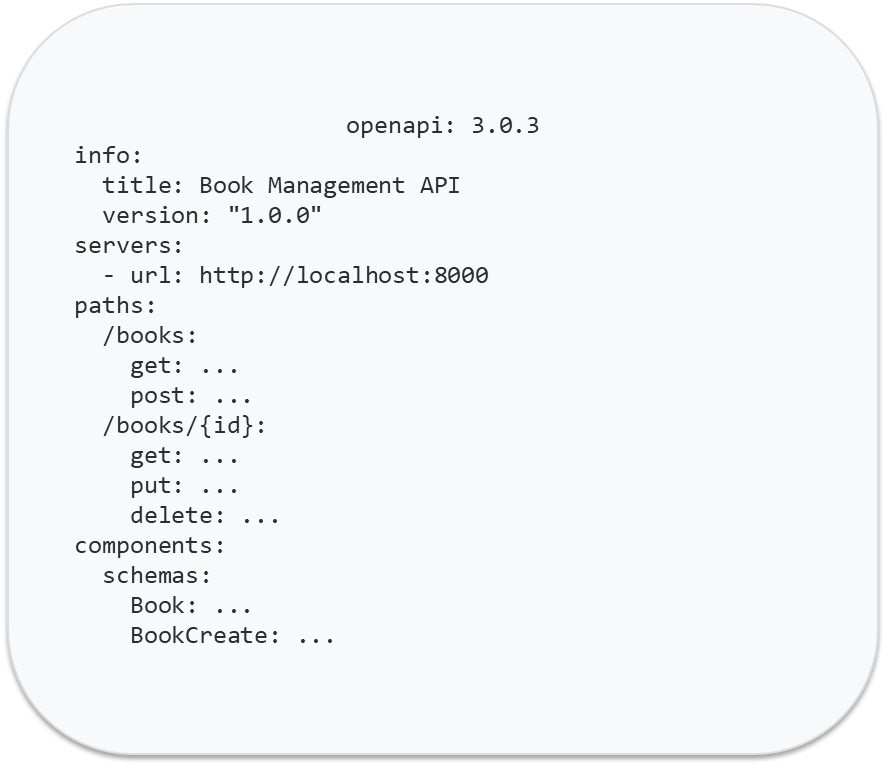 openapi: 3.0.3
info:
  title: Book Management API
  version: "1.0.0"
servers:
  - url: http://localhost:8000
paths:
  /books:
    get: ...
    post: ...
  /books/{id}:
    get: ...
    put: ...
    delete: ...
components:
  schemas:
    Book: ...
    BookCreate: ...